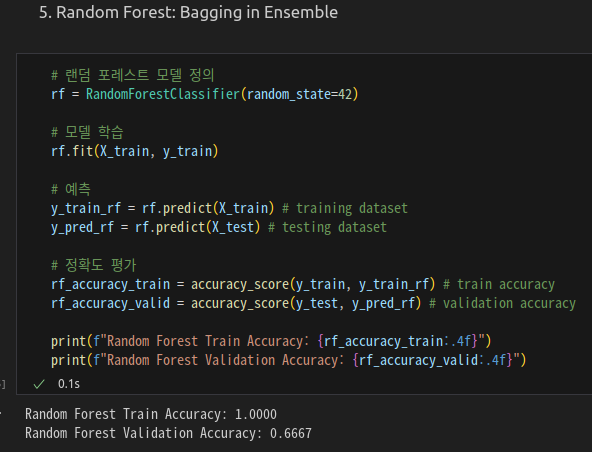 5. Random Forest: Bagging in Ensemble
# 랜덤 포레스트 모델 정의
rf = RandomForestClassifier(random_state=42)
# 모델 학습
rf.fit(X_train, y_train)
# 예측
y_train_rf = rf.predict(X_train) # training dataset
y_pred_rf = rf.predict(X_test) # testing dataset
# 정확도 평가
rf_accuracy_train = accuracy_score(y_train, y_train_rf) # train accuracy
rf_accuracy_valid = accuracy_score(y_test, y_pred_rf) # validation accuracy
print(f"Random Forest Train Accuracy: {rf_accuracy_train:.4f}")
print(f"Random Forest Validation Accuracy: {rf_accuracy_valid:.4f}")
✓ 0.1s
Random Forest Train Accuracy: 1.0000
Random Forest Validation Accuracy: 0.6667